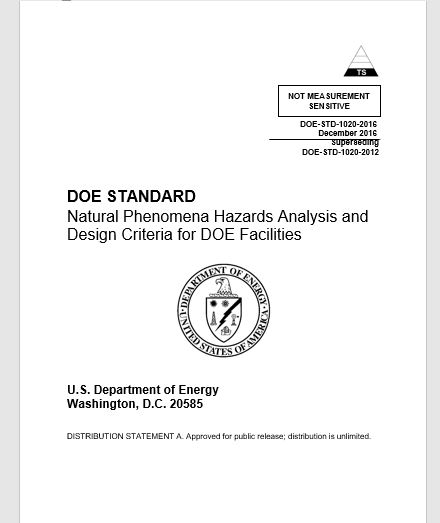 TS
NOT MEASUREMENT
SENSITIVE
DOE-STD-1020-2016
December 2016
Superseding
DOE-STD-1020-2012
DOE STANDARD
Natural Phenomena Hazards Analysis and
Design Criteria for DOE Facilities
DEPARTMENT OF ENERGY
UNITED STATES OF AMERICA
U.S. Department of Energy
Washington, D.C. 20585
DISTRIBUTION STATEMENT A. Approved for public release; distribution is unlimited.